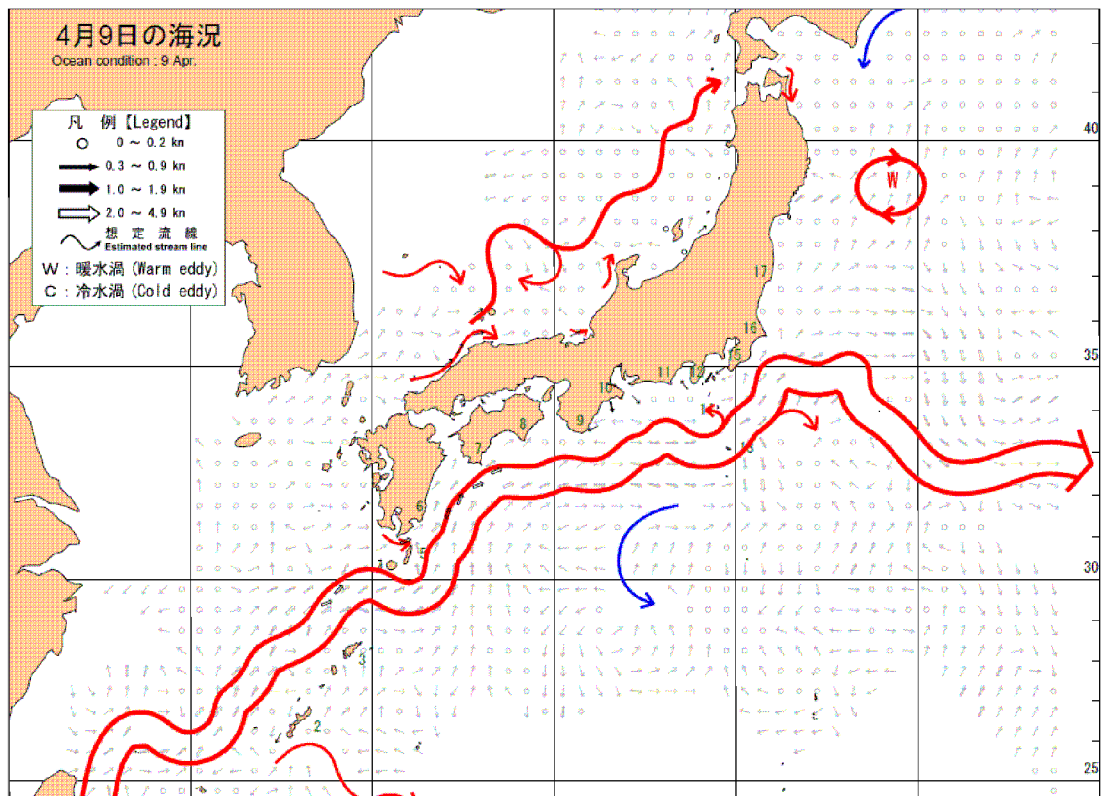 4月9日の海況
Ocean condition : 9 Apr.
凡 例【Legend】
0 ～ 0.2 kn
0.3 ～ 0.9 kn
1.0 ～ 1.9 kn
2.0 ～ 4.9 kn
想 定 流 線
Estimated stream line
W : 暖水渦 (Warm eddy)
C : 冷水渦 (Cold eddy)
40
W
17
16
35
15
11
10
8
9
7
6
5
30
3
2
25